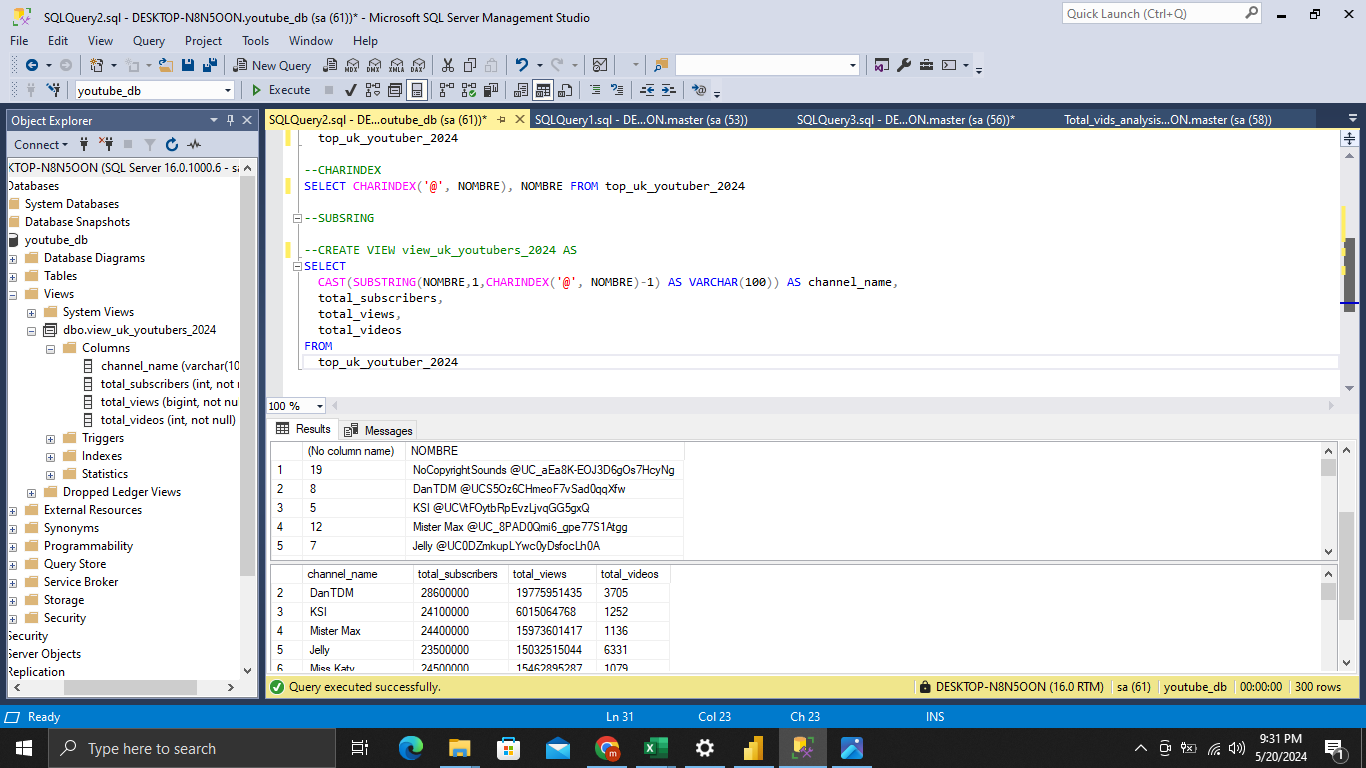 SQLQuery2.sql - DESKTOP-N8N5OON.youtube_db (sa (61))* - Microsoft SQL Server Management Studio
Quick Launch (Ctrl+Q)
File Edit View Query Project Tools Window Help
New Query
MDX DMX XMLA DAX
youtube_db
Execute
Object Explorer
Connect
KTOP-N8N5OON (SQL Server 16.0.1000.6 - sa
Databases
System Databases
Database Snapshots
youtube_db
Database Diagrams
Tables
Views
System Views
dbo.view_uk_youtubers_2024
Columns
channel_name (varchar(10
total_subscribers (int, not n
total_views (bigint, not nu
total_videos (int, not null)
Triggers
Indexes
Statistics
Dropped Ledger Views
External Resources
Synonyms
Programmability
Query Store
Service Broker
Storage
Security
Security
Server Objects
Replication
SQLQuery2.sql - DE...outube_db (sa (61))*
SQLQuery1.sql - DE...ON.master (sa (53))
SQLQuery3.sql - DE...ON.master (sa (56))*
Total_vids_analysis...ON.master (sa (58))
top_uk_youtuber_2024
--CHARINDEX
SELECT CHARINDEX('@', NOMBRE), NOMBRE FROM top_uk_youtuber_2024
--SUBSRING
--CREATE VIEW view_uk_youtubers_2024 AS
SELECT
CAST(SUBSTRING(NOMBRE,1,CHARINDEX('@', NOMBRE)-1) AS VARCHAR(100)) AS channel_name,
total_subscribers,
total_views,
total_videos
FROM
top_uk_youtuber_2024
100 %
Results Messages
(No column name) NOMBRE
1 19 NoCopyrightSounds @UC_aEa8K-EOJ3D6gOs7HcyNg
2 8 DanTDM @UCS5Oz6CHmeoF7vSad0qqXfw
3 5 KSI @UCVtFOytbRpEvzLjvqGG5gxQ
4 12 Mister Max @UC_8PAD0Qmi6_gpe77S1Atgg
5 7 Jelly @UC0DZmkupLYwc0yDsfocLh0A
channel_name total_subscribers total_views total_videos
2 DanTDM 28600000 19775951435 3705
3 KSI 24100000 6015064768 1252
4 Mister Max 24400000 15973601417 1136
5 Jelly 23500000 15032515044 6331
6 Miss Katy 24500000 15462895287 1079
Query executed successfully.
DESKTOP-N8N5OON (16.0 RTM) sa (61) youtube_db 00:00:00 300 rows
Ready
Ln 31 Col 23 Ch 23 INS
Type here to search
9:31 PM
5/20/2024
1